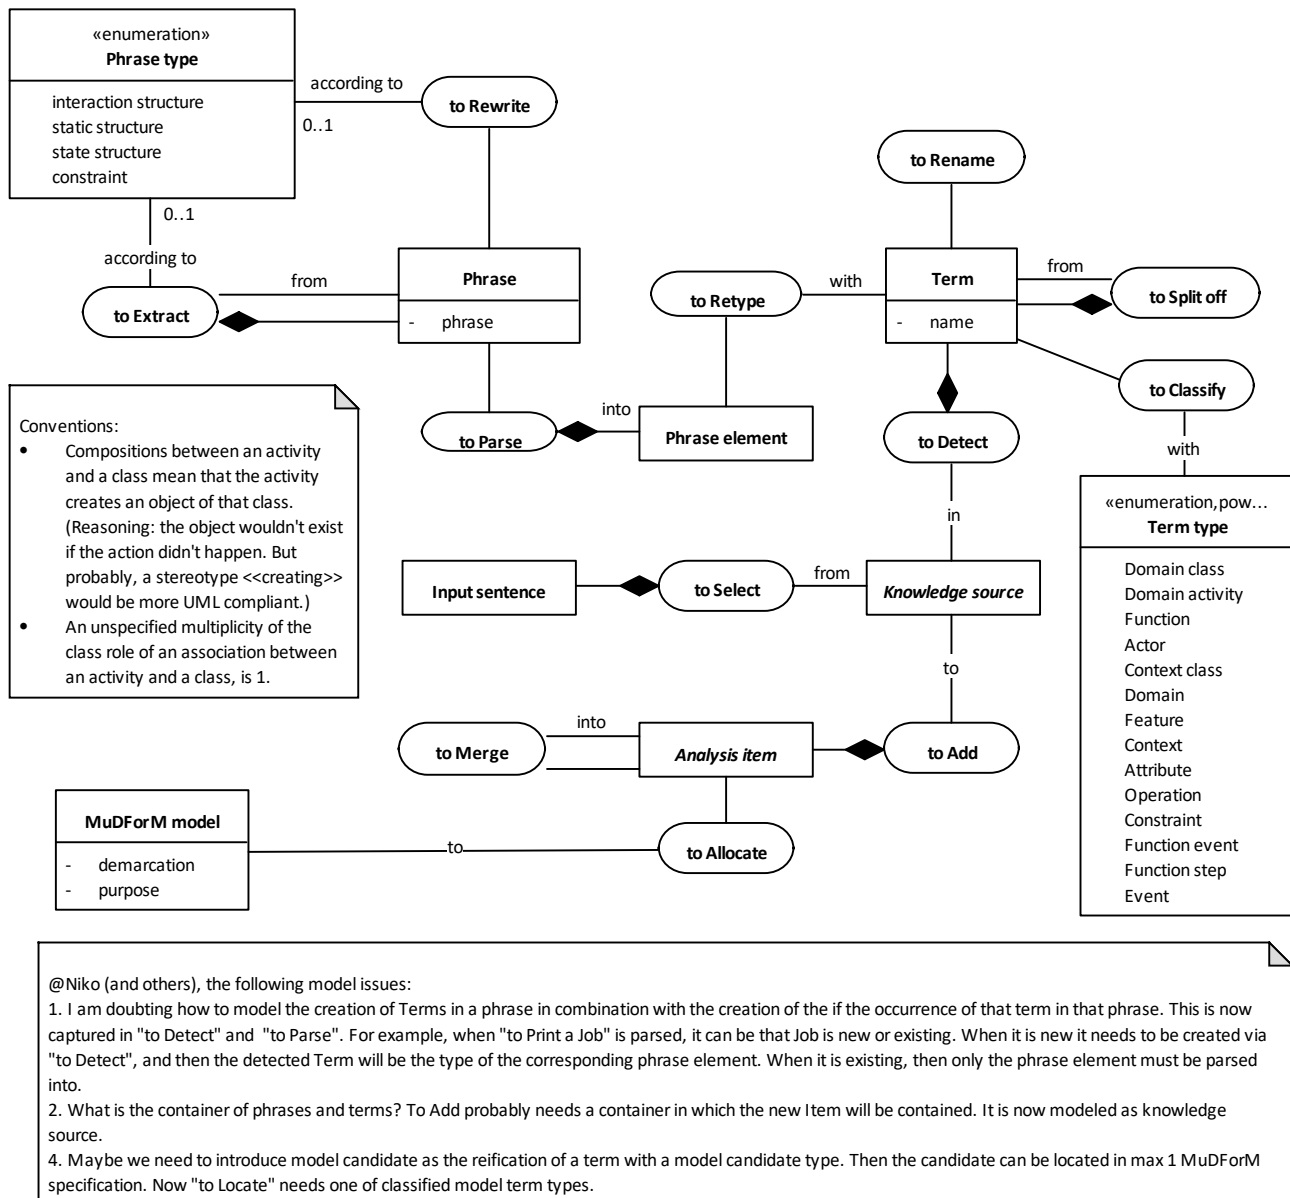 «enumeration»
Phrase type
interaction structure
static structure
state structure
constraint
according to
0..1
to Rewrite
0..1
according to
to Extract
from
Phrase
- phrase
to Rename
to Retype
with
Term
- name
from
to Split off
to Classify
with
to Parse
into
Phrase element
to Detect
in
«enumeration,pow...
Term type
Domain class
Domain activity
Function
Actor
Context class
Domain
Feature
Context
Attribute
Operation
Constraint
Function event
Function step
Event
Conventions:
• Compositions between an activity
and a class mean that the activity
creates an object of that class.
(Reasoning: the object wouldn't exist
if the action didn't happen. But
probably, a stereotype <<creating>>
would be more UML compliant.)
• An unspecified multiplicity of the
class role of an association between
an activity and a class, is 1.
Input sentence
to Select
from
Knowledge source
to
to Merge
into
Analysis item
to Add
MuDForM model
- demarcation
- purpose
to
to Allocate
@Niko (and others), the following model issues:
1. I am doubting how to model the creation of Terms in a phrase in combination with the creation of the if the occurrence of that term in that phrase. This is now
captured in "to Detect" and "to Parse". For example, when "to Print a Job" is parsed, it can be that Job is new or existing. When it is new it needs to be created via
"to Detect", and then the detected Term will be the type of the corresponding phrase element. When it is existing, then only the phrase element must be parsed
into.
2. What is the container of phrases and terms? To Add probably needs a container in which the new Item will be contained. It is now modeled as knowledge
source.
4. Maybe we need to introduce model candidate as the reification of a term with a model candidate type. Then the candidate can be located in max 1 MuDForM
specification. Now "to Locate" needs one of classified model term types.